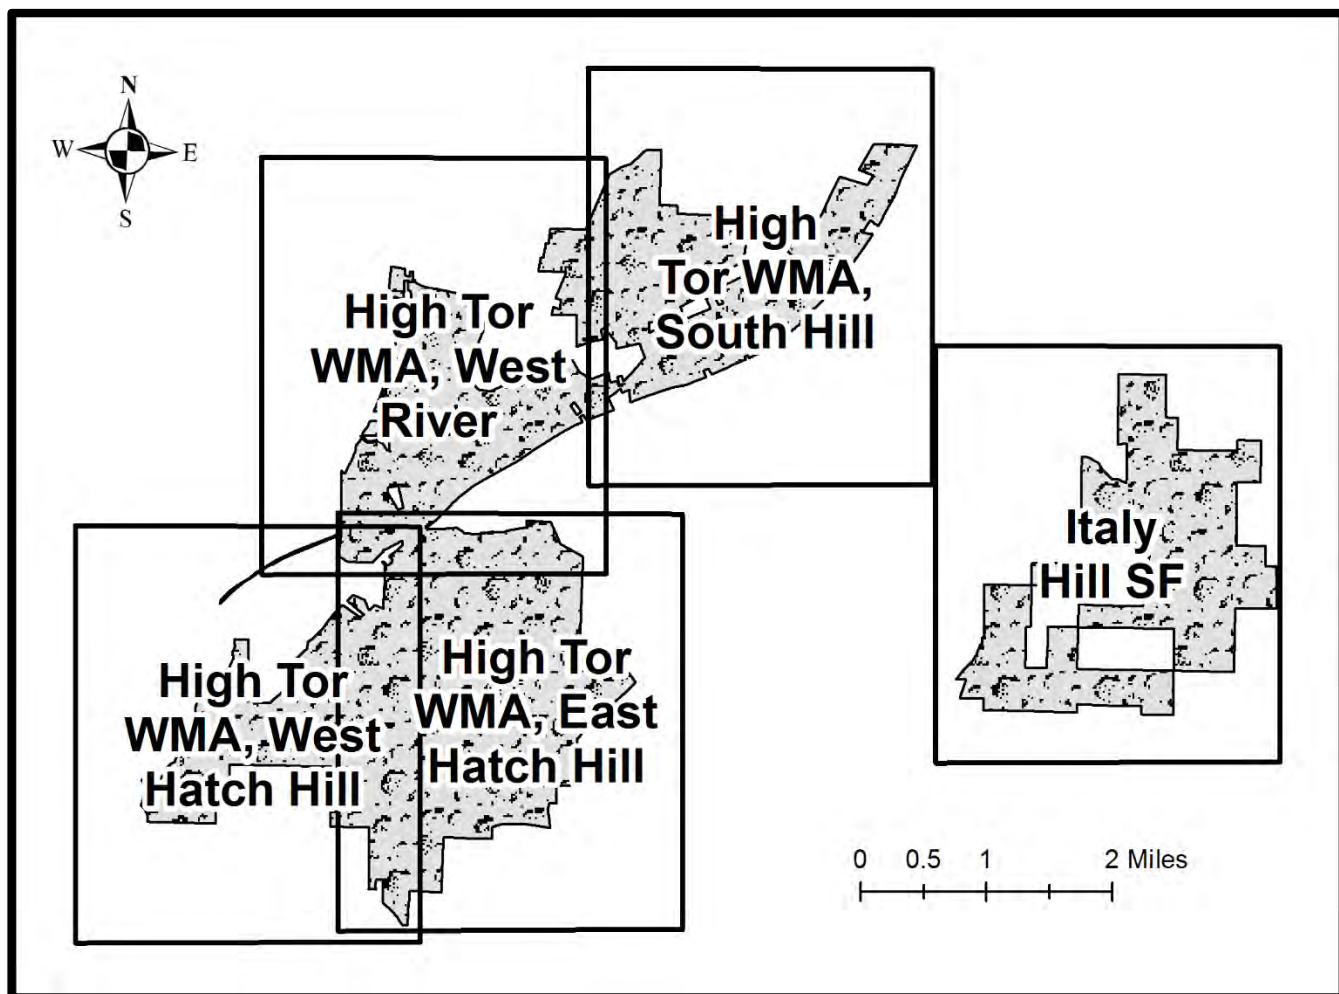 N
W E
S
High
Tor WMA,
South Hill
High Tor
WMA, West
River
Italy
Hill SF
High Tor
WMA, East
Hatch Hill
High Tor
WMA, West
Hatch Hill
0 0.5 1 2 Miles